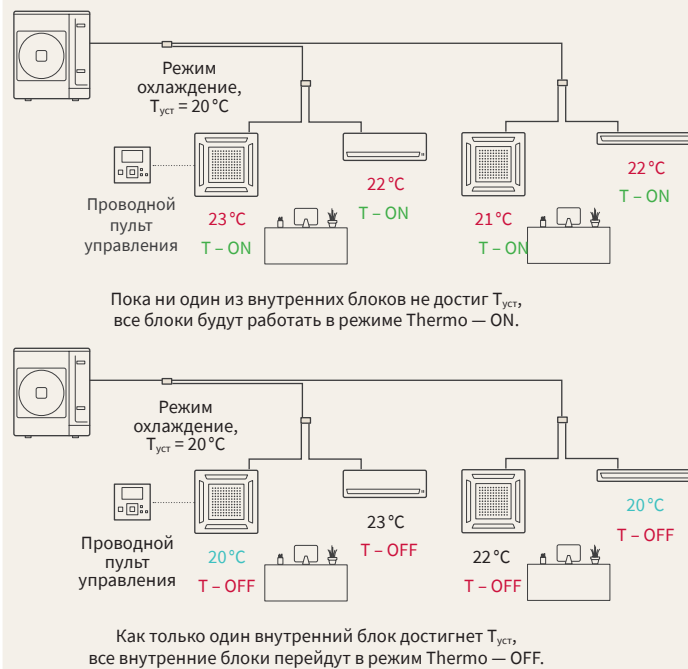 Режим
охлаждение,
Tуст = 20 °C
22 °C
T – ON
22 °C
T – ON
Проводной
пульт
управления
23 °C
T – ON
21 °C
T – ON
Пока ни один из внутренних блоков не достиг Tуст,
все блоки будут работать в режиме Thermo — ON.
Режим
охлаждение,
Tуст = 20 °C
23 °C
T – OFF
20 °C
T – OFF
Проводной
пульт
управления
20 °C
T – OFF
22 °C
T – OFF
Как только один внутренний блок достигнет Tуст,
все внутренние блоки перейдут в режим Thermo — OFF.